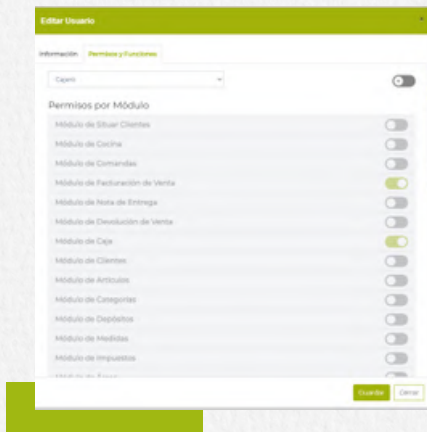 Editar Usuario
Información Permisos y Funciones
Cajero
Permisos por Módulo
Módulo de Situar Clientes
Módulo de Cocina
Módulo de Comandas
Módulo de Facturación de Venta
Módulo de Nota de Entrega
Módulo de Devolución de Venta
Módulo de Caja
Módulo de Clientes
Módulo de Artículos
Módulo de Categorías
Módulo de Depósitos
Módulo de Medidas
Módulo de Impuestos
Guardar Cerrar